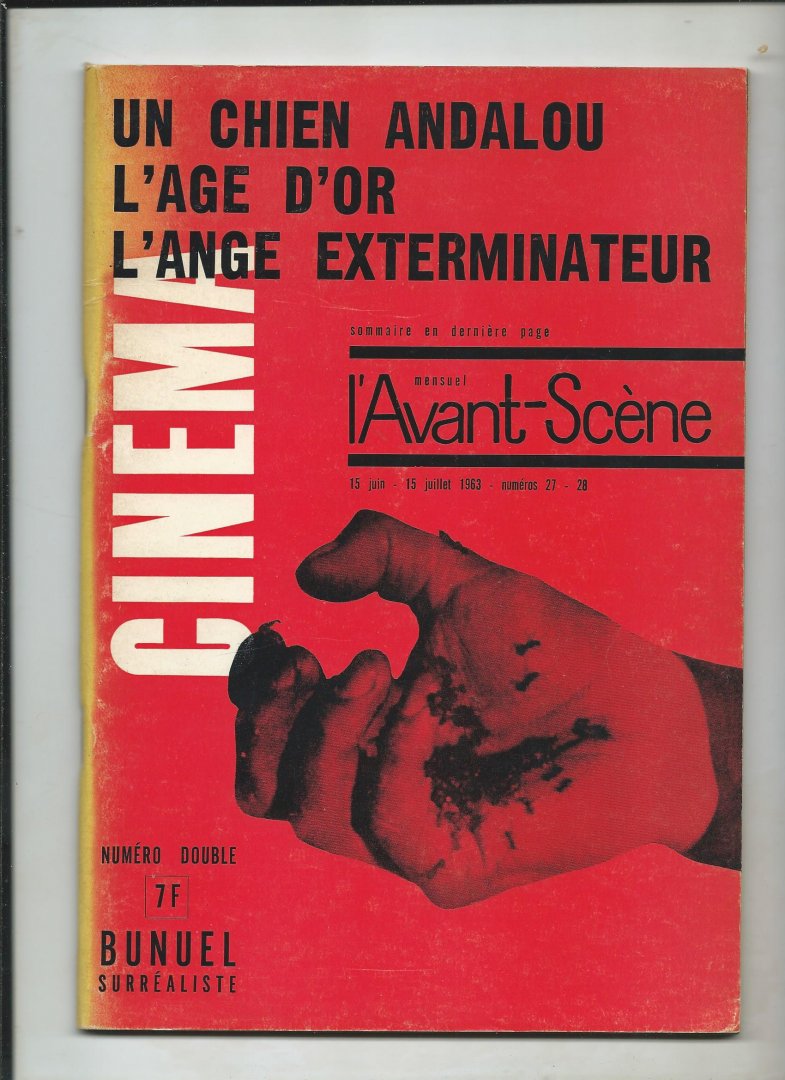 UN CHIEN ANDALOU
L'AGE D'OR
L'ANGE EXTERMINATEUR
CINEMA
sommaire en dernière page
mensuel
l'Avant-Scène
15 juin - 15 juillet 1963 - numéros 27 - 28
NUMÉRO DOUBLE
7F
BUNUEL
SURRÉALISTE